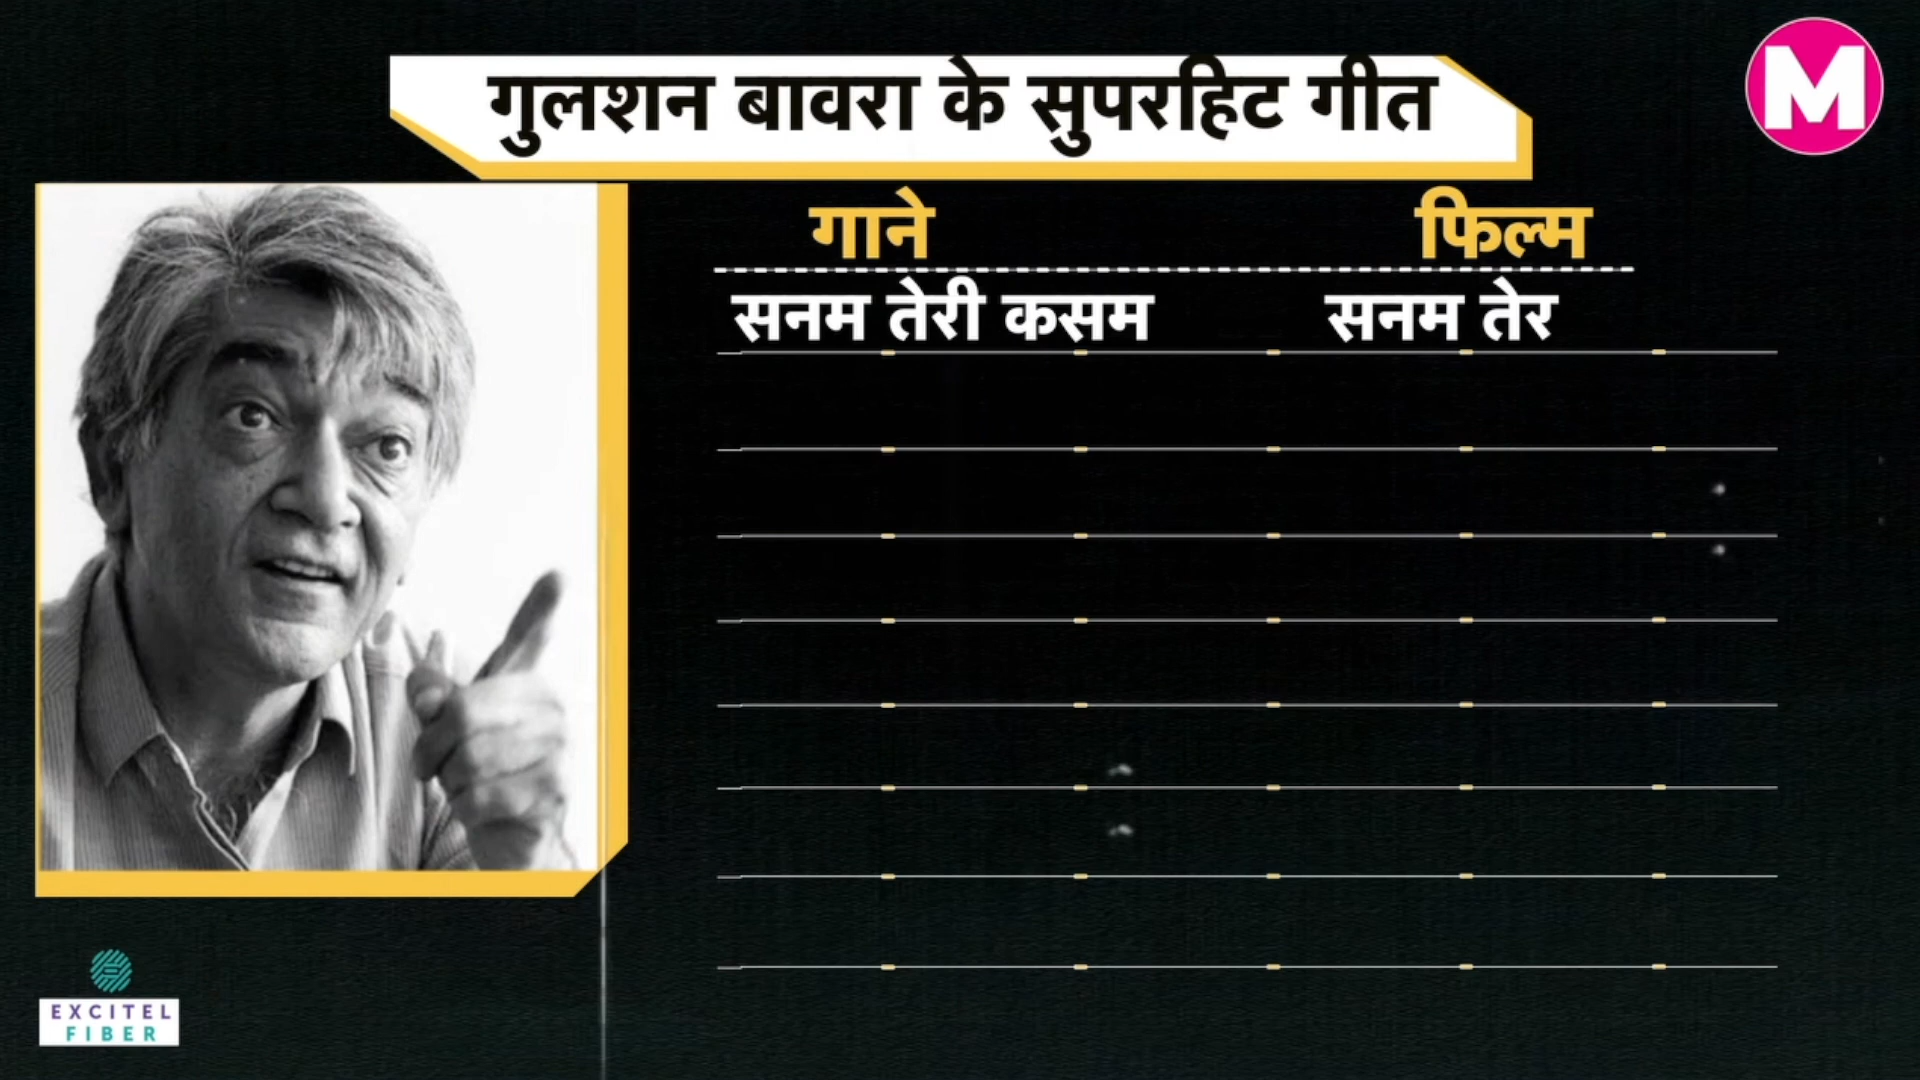 गुलशन बावरा के सुपरहिट गीत
M
गाने फिल्म
सनम तेरी कसम सनम तेर
EXCITEL
FIBER